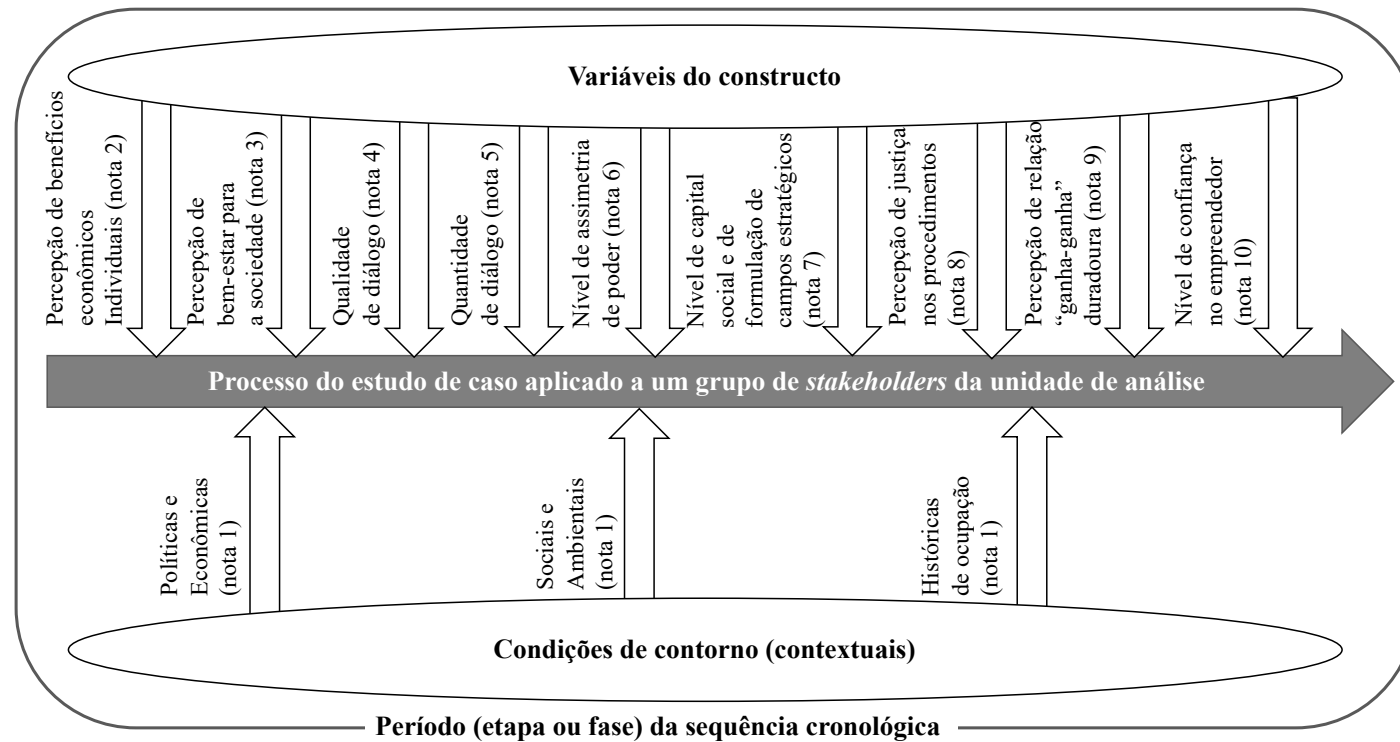 Variáveis do constructo
Percepção de benefícios
econômicos
Individuais (nota 2)
Percepção de
bem-estar para
a sociedade (nota 3)
Qualidade
de diálogo (nota 4)
Quantidade
de diálogo (nota 5)
Nível de assimetria
de poder (nota 6)
Nível de capital
social e de
formulação de
campos estratégicos
(nota 7)
Percepção de justiça
nos procedimentos
(nota 8)
Percepção de relação
“ganha-ganha”
duradoura (nota 9)
Nível de confiança
no empreendedor
(nota 10)
Processo do estudo de caso aplicado a um grupo de stakeholders da unidade de análise
Políticas e
Econômicas
(nota 1)
Sociais e
Ambientais
(nota 1)
Históricas
de ocupação
(nota 1)
Condições de contorno (contextuais)
Período (etapa ou fase) da sequência cronológica